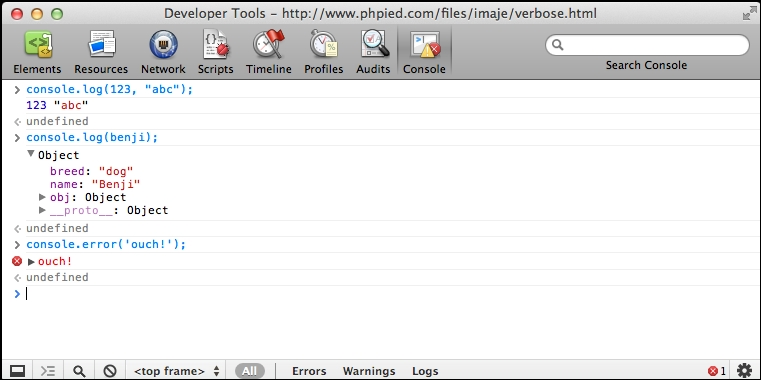 Developer Tools - http://www.phpied.com/files/imaje/verbose.html
Elements Resources Network Scripts Timeline Profiles Audits Console
Search Console
> console.log(123, "abc");
123 "abc"
undefined
> console.log(benji);
Object
breed: "dog"
name: "Benji"
obj: Object
__proto__: Object
undefined
> console.error('ouch!');
ouch!
undefined
>
<top frame> All Errors Warnings Logs 1